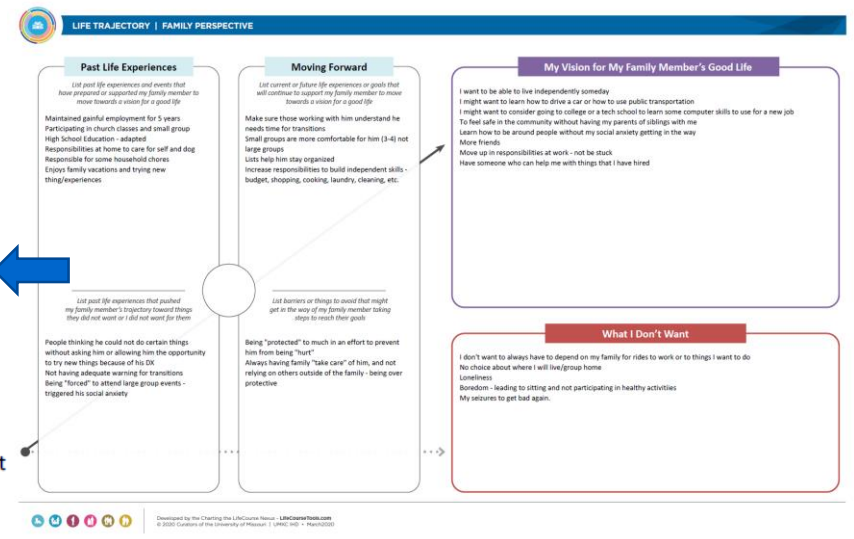 LIFE TRAJECTORY | FAMILY PERSPECTIVE
Past Life Experiences
List past life experiences and events that
have prepared or supported my family member to
move towards a vision for a good life
Maintained gainful employment for 5 years
Participating in church classes and small group
High School Education - adapted
Responsibilities at home to care for self and dog
Responsible for some household chores
Enjoys family vacations and trying new
thing/experiences
List past life experiences that pushed
my family member's trajectory toward things
they did not want or I did not want for them
People thinking he could not do certain things
without asking him or allowing him the opportunity
to try new things because of his DX
Not having adequate warning for transitions
Being "forced" to attend large group events -
triggered his social anxiety
Moving Forward
List current or future life experiences or goals that
will continue to support my family member to move
towards a vision for a good life
Make sure those working with him understand he
needs time for transitions
Small groups are more comfortable for him (3-4) not
large groups
Lists help him stay organized
Increase responsibilities to build independent skills -
budget, shopping, cooking, laundry, cleaning, etc.
List barriers or things to avoid that might
get in the way of my family member taking
steps to reach their goals
Being "protected" to much in an effort to prevent
him from being "hurt"
Always having family "take care" of him, and not
relying on others outside of the family - being over
protective
My Vision for My Family Member's Good Life
I want to be able to live independently someday
I might want to learn how to drive a car or how to use public transportation
I might want to consider going to college or a tech school to learn some computer skills to use for a new job
To feel safe in the community without having my parents of siblings with me
Learn how to be around people without my social anxiety getting in the way
More friends
Move up in responsibilities at work - not be stuck
Have someone who can help me with things that I have hired
What I Don't Want
I don't want to always have to depend on my family for rides to work or to things I want to do
No choice about where I will live/group home
Loneliness
Boredom - leading to sitting and not participating in healthy activities
My seizures to get bad again.
t
Developed by the Charting the LifeCourse Nexus - LifeCourseTools.com
© 2020 Curators of the University of Missouri | UMKC IHD • March2020